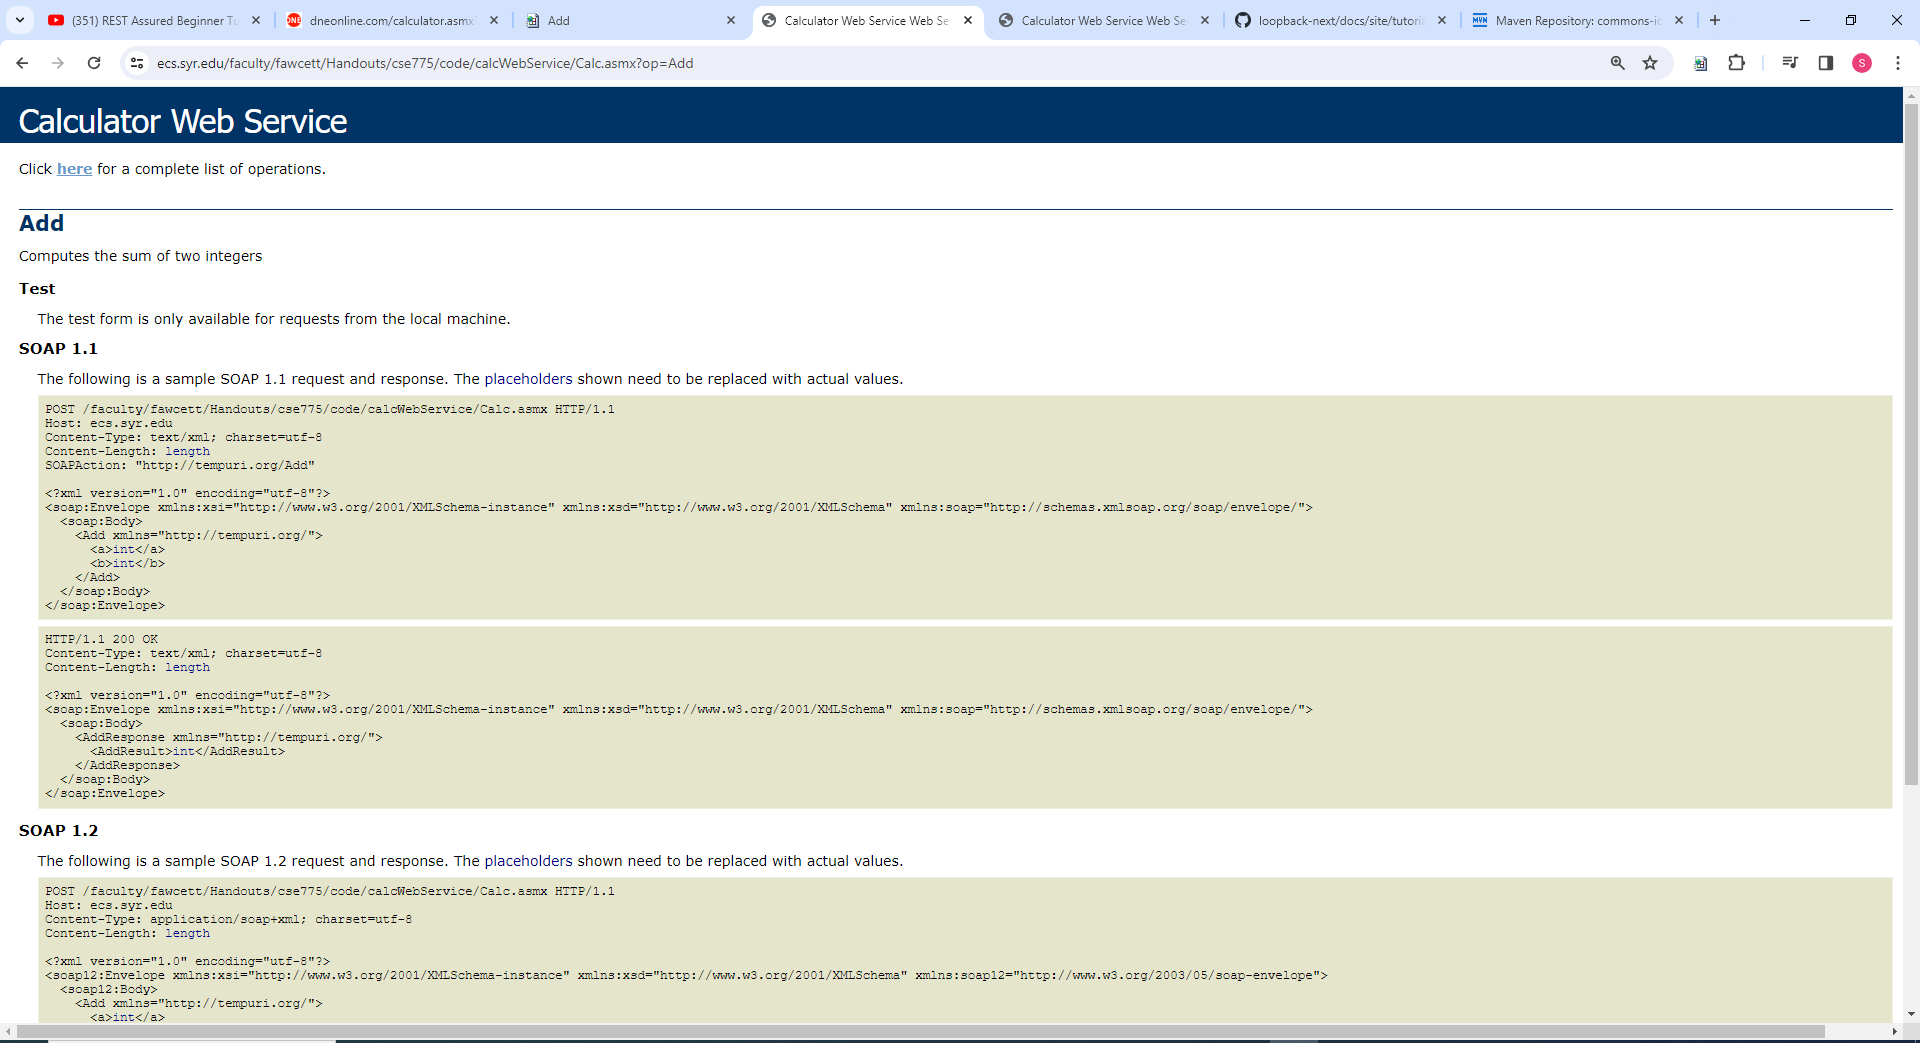 (351) REST Assured Beginner Tu
dneonline.com/calculator.asmx?
Add
Calculator Web Service Web Se
Calculator Web Service Web Se
loopback-next/docs/site/tutoria
MVN
Maven Repository: commons-io
ecs.syr.edu/faculty/fawcett/Handouts/cse775/code/calcWebService/Calc.asmx?op=Add
S
Calculator Web Service
Click here for a complete list of operations.
Add
Computes the sum of two integers
Test
The test form is only available for requests from the local machine.
SOAP 1.1
The following is a sample SOAP 1.1 request and response. The placeholders shown need to be replaced with actual values.
POST /faculty/fawcett/Handouts/cse775/code/calcWebService/Calc.asmx HTTP/1.1
Host: ecs.syr.edu
Content-Type: text/xml; charset=utf-8
Content-Length: length
SOAPAction: "http://tempuri.org/Add"
<?xml version="1.0" encoding="utf-8"?>
<soap:Envelope xmlns:xsi="http://www.w3.org/2001/XMLSchema-instance" xmlns:xsd="http://www.w3.org/2001/XMLSchema" xmlns:soap="http://schemas.xmlsoap.org/soap/envelope/">
<soap:Body>
<Add xmlns="http://tempuri.org/">
<a>int</a>
<b>int</b>
</Add>
</soap:Body>
</soap:Envelope>
HTTP/1.1 200 OK
Content-Type: text/xml; charset=utf-8
Content-Length: length
<?xml version="1.0" encoding="utf-8"?>
<soap:Envelope xmlns:xsi="http://www.w3.org/2001/XMLSchema-instance" xmlns:xsd="http://www.w3.org/2001/XMLSchema" xmlns:soap="http://schemas.xmlsoap.org/soap/envelope/">
<soap:Body>
<AddResponse xmlns="http://tempuri.org/">
<AddResult>int</AddResult>
</AddResponse>
</soap:Body>
</soap:Envelope>
SOAP 1.2
The following is a sample SOAP 1.2 request and response. The placeholders shown need to be replaced with actual values.
POST /faculty/fawcett/Handouts/cse775/code/calcWebService/Calc.asmx HTTP/1.1
Host: ecs.syr.edu
Content-Type: application/soap+xml; charset=utf-8
Content-Length: length
<?xml version="1.0" encoding="utf-8"?>
<soap12:Envelope xmlns:xsi="http://www.w3.org/2001/XMLSchema-instance" xmlns:xsd="http://www.w3.org/2001/XMLSchema" xmlns:soap12="http://www.w3.org/2003/05/soap-envelope">
<soap12:Body>
<Add xmlns="http://tempuri.org/">
<a>int</a>